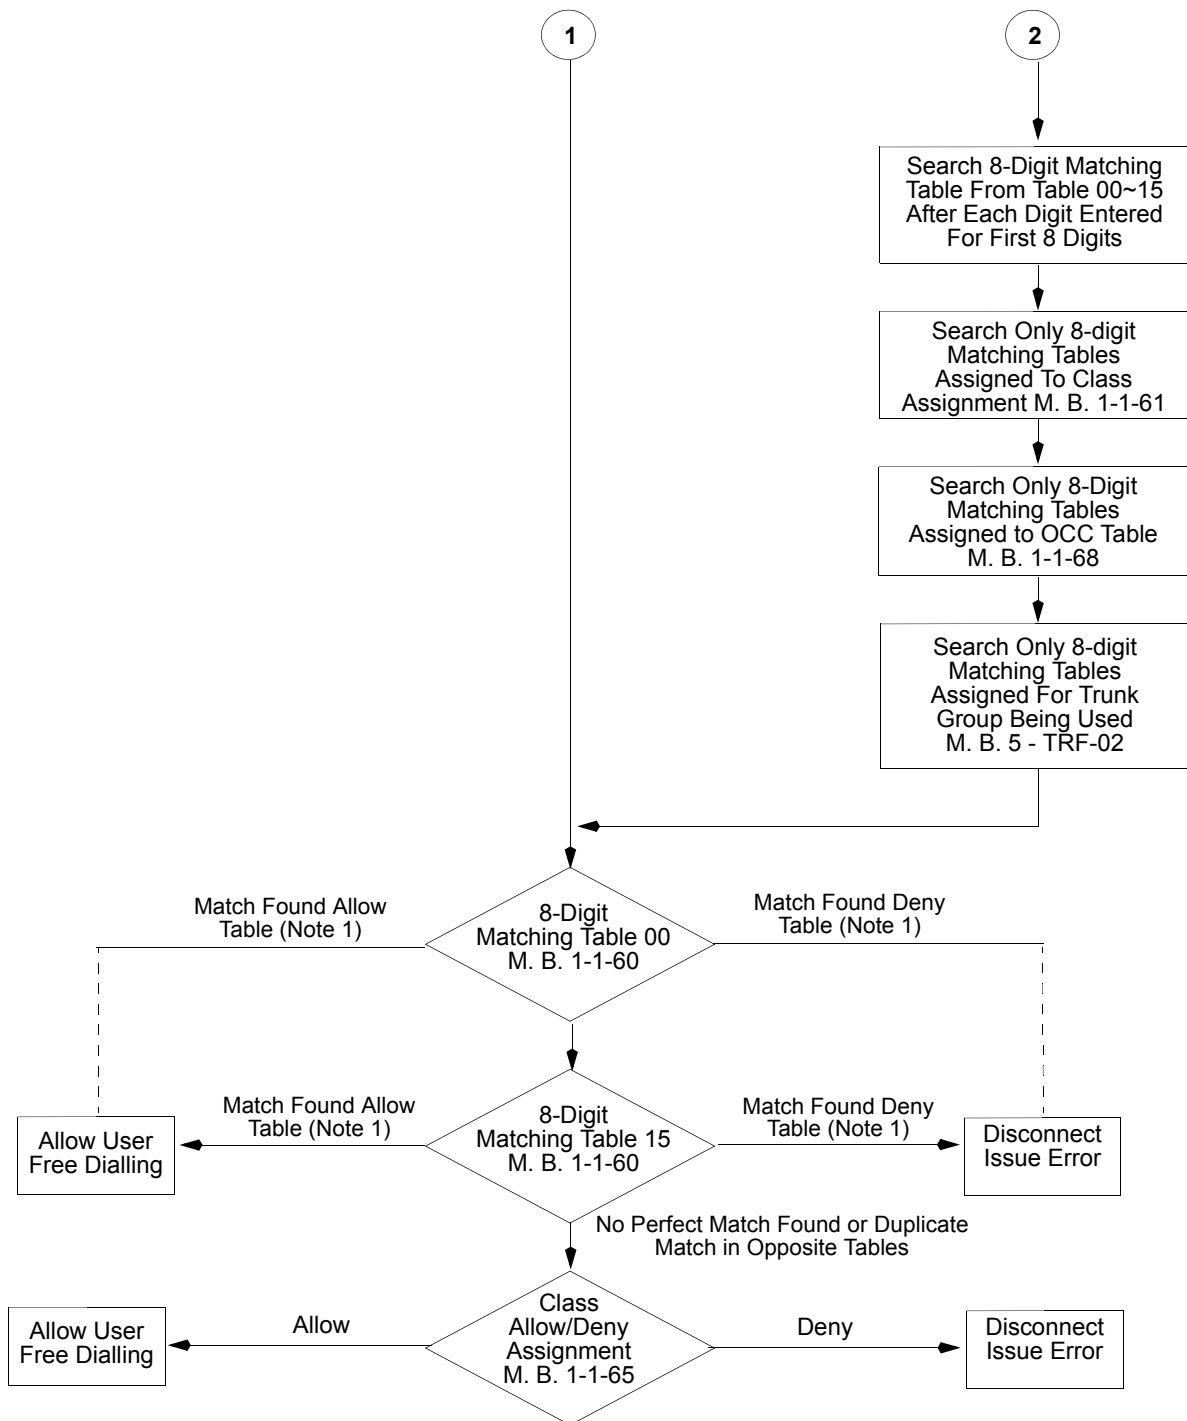 1
2
Search 8-Digit Matching
Table From Table 00~15
After Each Digit Entered
For First 8 Digits
Search Only 8-digit
Matching Tables
Assigned To Class
Assignment M. B. 1-1-61
Search Only 8-Digit
Matching Tables
Assigned to OCC Table
M. B. 1-1-68
Search Only 8-digit
Matching Tables
Assigned For Trunk
Group Being Used
M. B. 5 - TRF-02
Match Found Allow
Table (Note 1)
8-Digit
Matching Table 00
M. B. 1-1-60
Match Found Deny
Table (Note 1)
Match Found Allow
Table (Note 1)
8-Digit
Matching Table 15
M. B. 1-1-60
Match Found Deny
Table (Note 1)
Allow User
Free Dialling
Disconnect
Issue Error
No Perfect Match Found or Duplicate
Match in Opposite Tables
Allow User
Free Dialling
Allow
Class
Allow/Deny
Assignment
M. B. 1-1-65
Deny
Disconnect
Issue Error